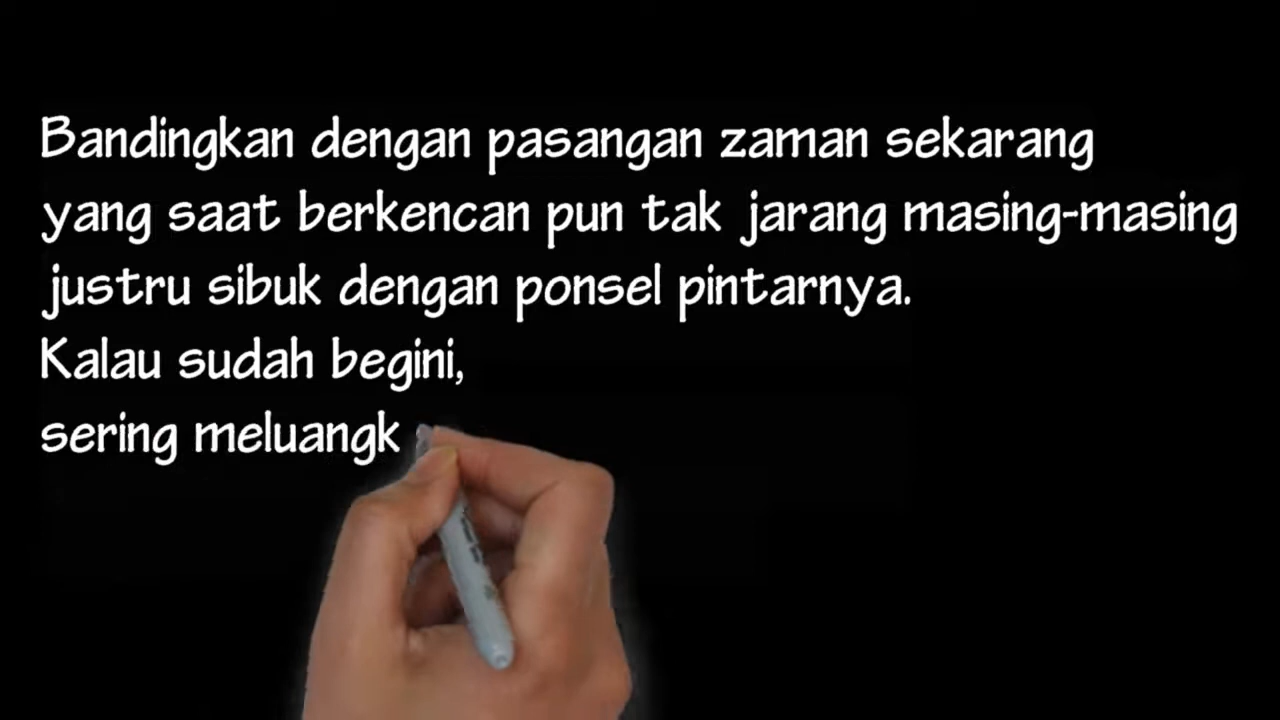 Bandingkan dengan pasangan zaman sekarang
yang saat berkencan pun tak jarang masing-masing
justru sibuk dengan ponsel pintarnya.
Kalau sudah begini,
sering meluangk